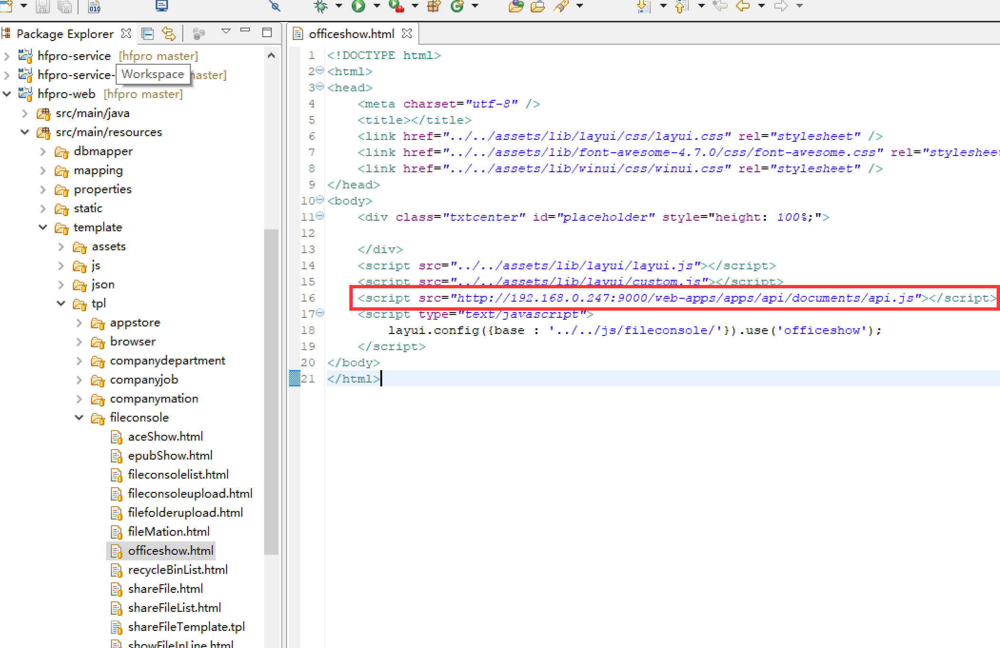 010
Package Explorer
hfpro-service [hfpro master]
hfpro-service- Workspace master]
hfpro-web [hfpro master]
src/main/java
src/main/resources
dbmapper
mapping
properties
static
template
assets
js
json
tpl
appstore
browser
companydepartment
companyjob
companymation
fileconsole
aceShow.html
epubShow.html
fileconsolelist.html
fileconsoleupload.html
filefolderupload.html
fileMation.html
officeshow.html
recycleBinList.html
shareFile.html
shareFileList.html
shareFileTemplate.tpl
showFileInLine.html
officeshow.html
1 <!DOCTYPE html>
2 <html>
3 <head>
4 <meta charset="utf-8" />
5 <title></title>
6 <link href="../../assets/lib/layui/css/layui.css" rel="stylesheet" />
7 <link href="../../assets/lib/font-awesome-4.7.0/css/font-awesome.css" rel="styleshee
8 <link href="../../assets/lib/winui/css/winui.css" rel="stylesheet" />
9 </head>
10 <body>
11 <div class="txtcenter" id="placeholder" style="height: 100%;">
12
13 </div>
14 <script src="../../assets/lib/layui/layui.js"></script>
15 <script src="../../assets/lib/layui/custom.js"></script>
16 <script src="http://192.168.0.247:9000/web-apps/apps/api/documents/api.js"></script>
17 <script type="text/javascript">
18 layui.config({base : '../../js/fileconsole/'}).use('officeshow');
19 </script>
20 </body>
21 </html>